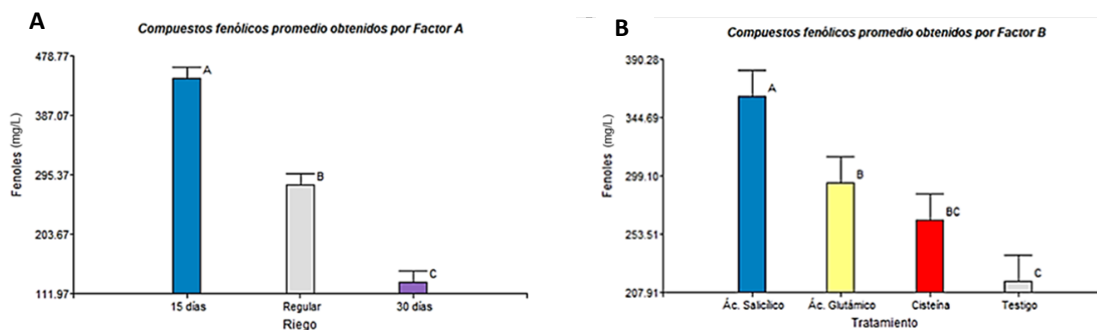 A
Compuestos fenólicos promedio obtenidos por Factor A
478.77
387.07
295.37
203.67
111.97
Fenoles (mg/L)
A
B
C
15 días Regular 30 días
Riego
B
Compuestos fenólicos promedio obtenidos por Factor B
390.28
344.69
299.10
253.51
207.91
Fenoles (mg/L)
A
B
BC
C
Ác. Salicílico Ác. Glutámico Cisteína Testigo
Tratamiento